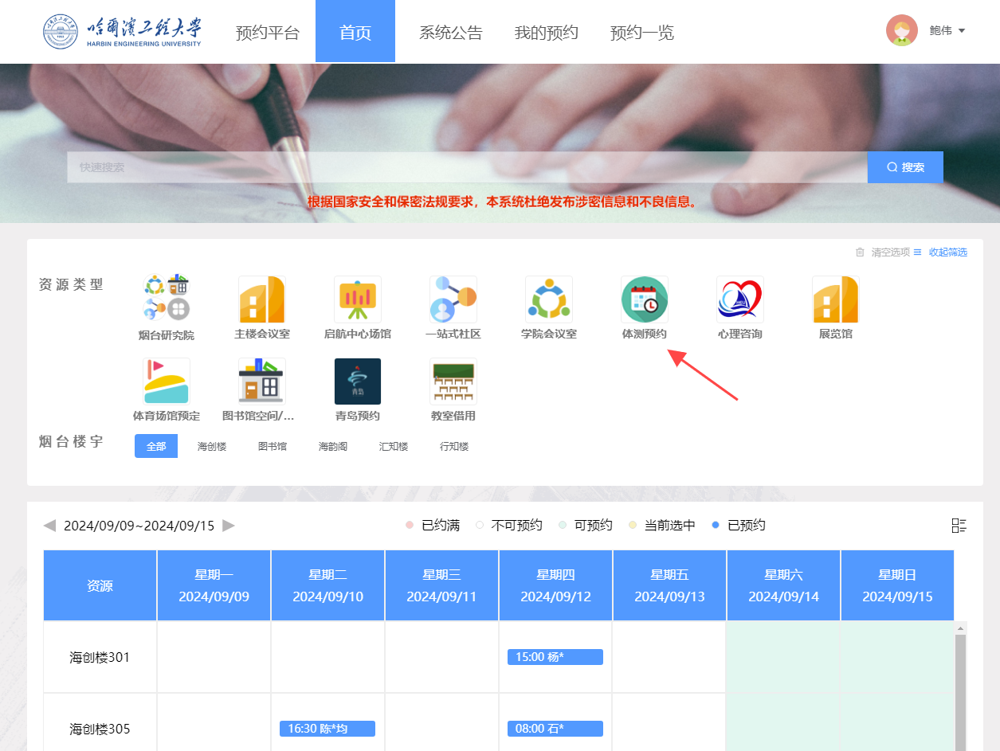 哈尔滨工程大学
HARBIN ENGINEERING UNIVERSITY
预约平台
首页
系统公告
我的预约
预约一览
鲍伟
快速搜索
搜索
根据国家安全和保密法规要求，本系统杜绝发布涉密信息和不良信息。
清空选项
收起筛选
资源类型
烟台研究院
主楼会议室
启航中心场馆
一站式社区
学院会议室
体测预约
心理咨询
展览馆
青岛
体育场馆预定
图书馆空间/...
青岛预约
教室借用
烟台楼宇
全部
海创楼
图书馆
海韵阁
汇知楼
行知楼
2024/09/09~2024/09/15
已约满
不可预约
可预约
当前选中
已预约
资源
星期一
2024/09/09
星期二
2024/09/10
星期三
2024/09/11
星期四
2024/09/12
星期五
2024/09/13
星期六
2024/09/14
星期日
2024/09/15
海创楼301
15:00 杨*
海创楼305
16:30 陈*均
08:00 石*